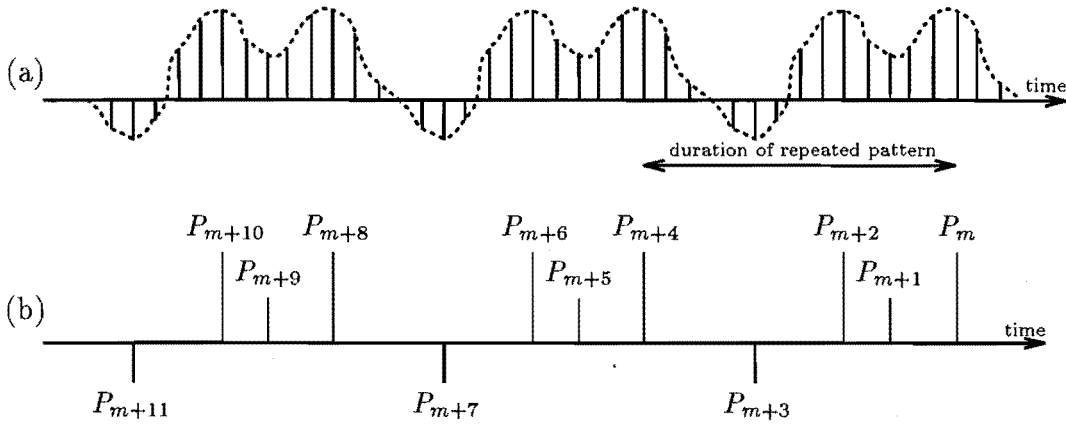 (a)
time
duration of repeated pattern
P_{m+10} P_{m+8} P_{m+6} P_{m+4} P_{m+2} P_m
P_{m+9} P_{m+5} P_{m+1}
(b)
time
P_{m+11} P_{m+7} P_{m+3}